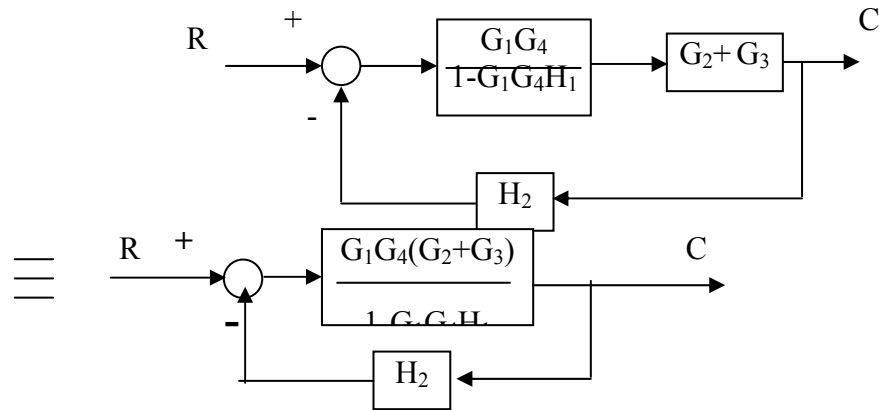 R + C
G₁G₄
1-G₁G₄H₁
G₂+ G₃
-
H₂
R + C
G₁G₄(G₂+G₃)
-
H₂